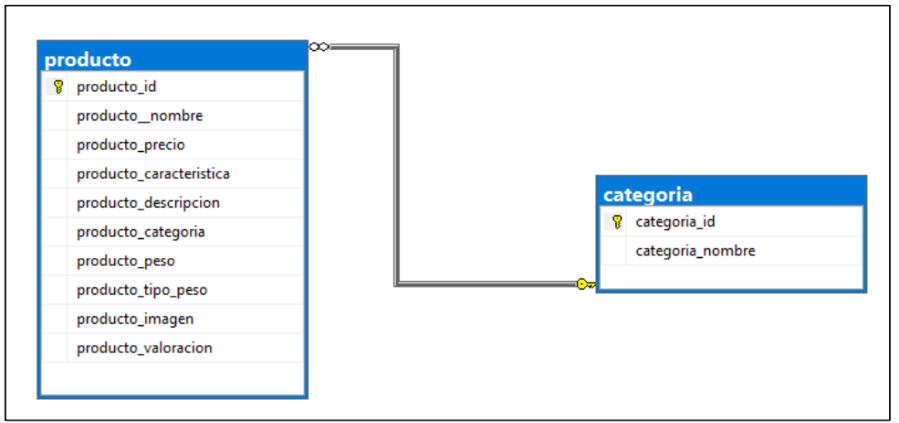 producto
producto_id
producto__nombre
producto_precio
producto_caracteristica
producto_descripcion
producto_categoria
producto_peso
producto_tipo_peso
producto_imagen
producto_valoracion
categoria
categoria_id
categoria_nombre